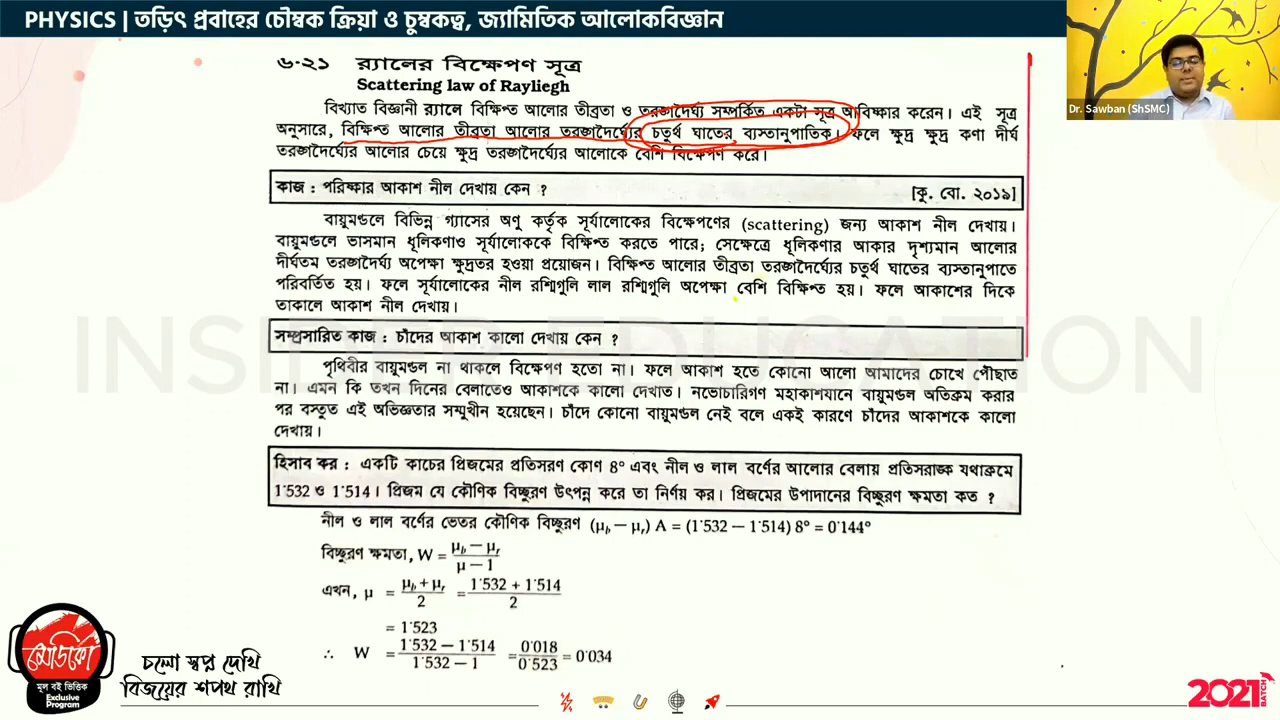 PHYSICS | তড়িৎ প্রবাহের চৌম্বক ক্রিয়া ও চুম্বকত্ব, জ্যামিতিক আলোকবিজ্ঞান
Dr. Sawban (ShSMC)
৬-২১ র‍্যালের বিক্ষেপণ সূত্র
Scattering law of Rayliegh
বিখ্যাত বিজ্ঞানী র‍্যালে বিক্ষিপ্ত আলোর তীব্রতা ও তরঙ্গদৈর্ঘ্য সম্পর্কিত একটা সূত্র আবিষ্কার করেন। এই সূত্র
অনুসারে, বিক্ষিপ্ত আলোর তীব্রতা আলোর তরঙ্গদৈর্ঘ্যের চতুর্থ ঘাতের ব্যস্তানুপাতিক। ফলে ক্ষুদ্র ক্ষুদ্র কণা দীর্ঘ
তরঙ্গদৈর্ঘ্যের আলোর চেয়ে ক্ষুদ্র তরঙ্গদৈর্ঘ্যের আলোকে বেশি বিক্ষেপণ করে।
কাজ : পরিষ্কার আকাশ নীল দেখায় কেন ? [কু. বো. ২০১৯]
বায়ুমণ্ডলে বিভিন্ন গ্যাসের অণু কর্তৃক সূর্যালোকের বিক্ষেপণের (scattering) জন্য আকাশ নীল দেখায়।
বায়ুমণ্ডলে ভাসমান ধূলিকণাও সূর্যালোককে বিক্ষিপ্ত করতে পারে; সেক্ষেত্রে ধূলিকণার আকার দৃশ্যমান আলোর
দীর্ঘতম তরঙ্গদৈর্ঘ্য অপেক্ষা ক্ষুদ্রতর হওয়া প্রয়োজন। বিক্ষিপ্ত আলোর তীব্রতা তরঙ্গদৈর্ঘ্যের চতুর্থ ঘাতের ব্যস্তানুপাতে
পরিবর্তিত হয়। ফলে সূর্যালোকের নীল রশ্মিগুলি লাল রশ্মিগুলি অপেক্ষা বেশি বিক্ষিপ্ত হয়। ফলে আকাশের দিকে
তাকালে আকাশ নীল দেখায়।
INSPIRED EDUCATION
সম্প্রসারিত কাজ : চাঁদের আকাশ কালো দেখায় কেন ?
পৃথিবীর বায়ুমণ্ডল না থাকলে বিক্ষেপণ হতো না। ফলে আকাশ হতে কোনো আলো আমাদের চোখে পৌঁছাত
না। এমন কি তখন দিনের বেলাতেও আকাশকে কালো দেখাত। নভোচারিগণ মহাকাশযানে বায়ুমণ্ডল অতিক্রম করার
পর বস্তুত এই অভিজ্ঞতার সম্মুখীন হয়েছেন। চাঁদে কোনো বায়ুমণ্ডল নেই বলে একই কারণে চাঁদের আকাশকে কালো
দেখায়।
হিসাব কর : একটি কাচের প্রিজমের প্রতিসরণ কোণ 8° এবং নীল ও লাল বর্ণের আলোর বেলায় প্রতিসরাঙ্ক যথাক্রমে
1·532 ও 1·514। প্রিজম যে কৌণিক বিচ্ছুরণ উৎপন্ন করে তা নির্ণয় কর। প্রিজমের উপাদানের বিচ্ছুরণ ক্ষমতা কত ?
নীল ও লাল বর্ণের ভেতর কৌণিক বিচ্ছুরণ (μb − μr) A = (1·532 − 1·514) 8° = 0·144°
বিচ্ছুরণ ক্ষমতা, W = (μb − μr)/(μ − 1)
এখন, μ = (μb + μr)/2 = (1·532 + 1·514)/2
= 1·523
∴ W = (1·532 − 1·514)/(1·532 − 1) = 0·018/0·523 = 0·034
মেডিকো
মূল বই ভিত্তিক
Exclusive
Program
চলো স্বপ্ন দেখি
বিজয়ের শপথ রাখি
2021 BATCH